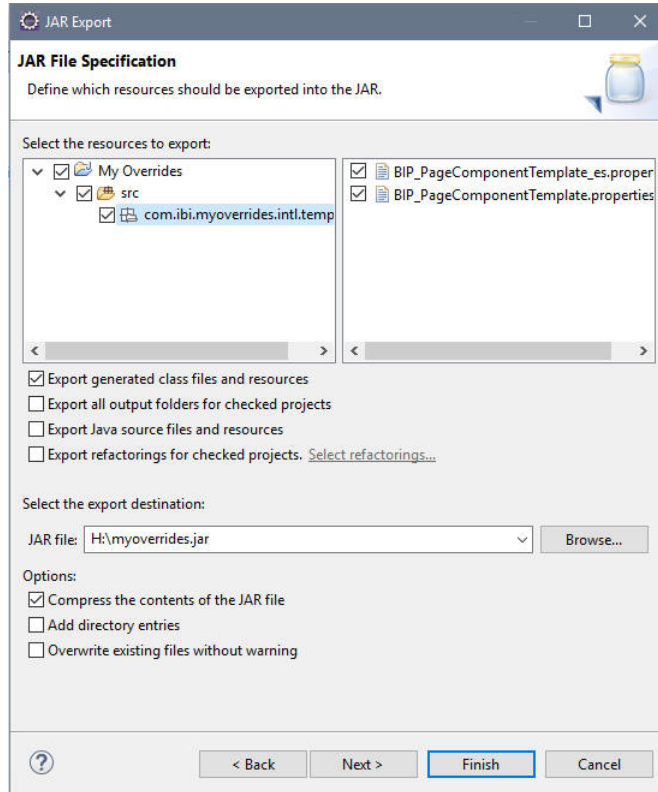 JAR Export
JAR File Specification
Define which resources should be exported into the JAR.
Select the resources to export:
My Overrides
src
com.ibi.myoverrides.intl.temp
BIP_PageComponentTemplate_es.proper
BIP_PageComponentTemplate.properties
Export generated class files and resources
Export all output folders for checked projects
Export Java source files and resources
Export refactorings for checked projects. Select refactorings...
Select the export destination:
JAR file: H:\myoverrides.jar Browse...
Options:
Compress the contents of the JAR file
Add directory entries
Overwrite existing files without warning
? < Back Next > Finish Cancel